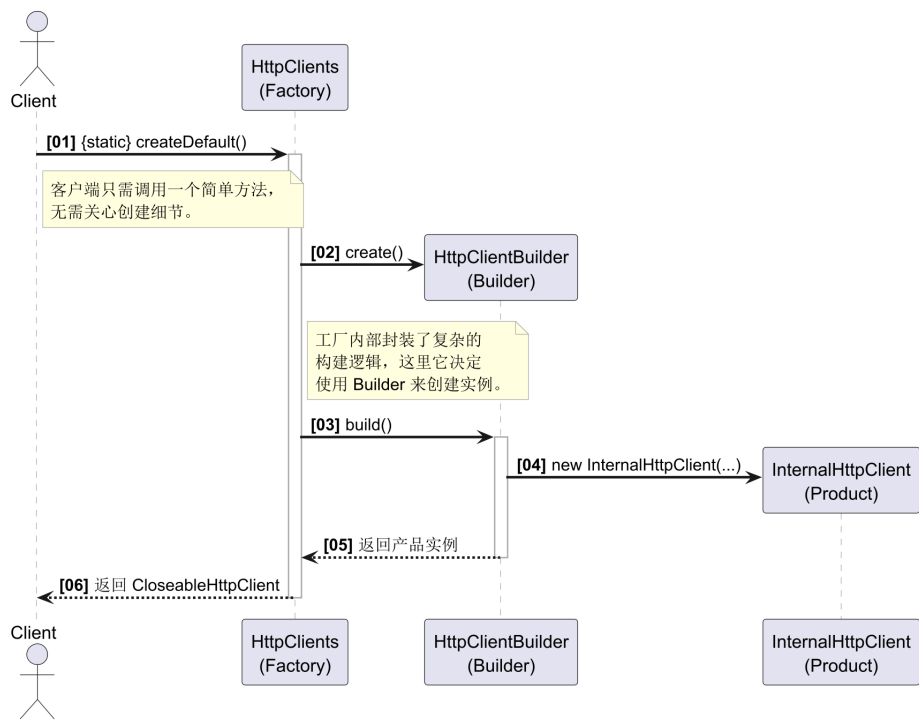 Client
HttpClients
(Factory)
[01] {static} createDefault()
客户端只需调用一个简单方法，
无需关心创建细节。
[02] create()
HttpClientBuilder
(Builder)
工厂内部封装了复杂的
构建逻辑，这里它决定
使用 Builder 来创建实例。
[03] build()
[04] new InternalHttpClient(...)
InternalHttpClient
(Product)
[05] 返回产品实例
[06] 返回 CloseableHttpClient
Client
HttpClients
(Factory)
HttpClientBuilder
(Builder)
InternalHttpClient
(Product)